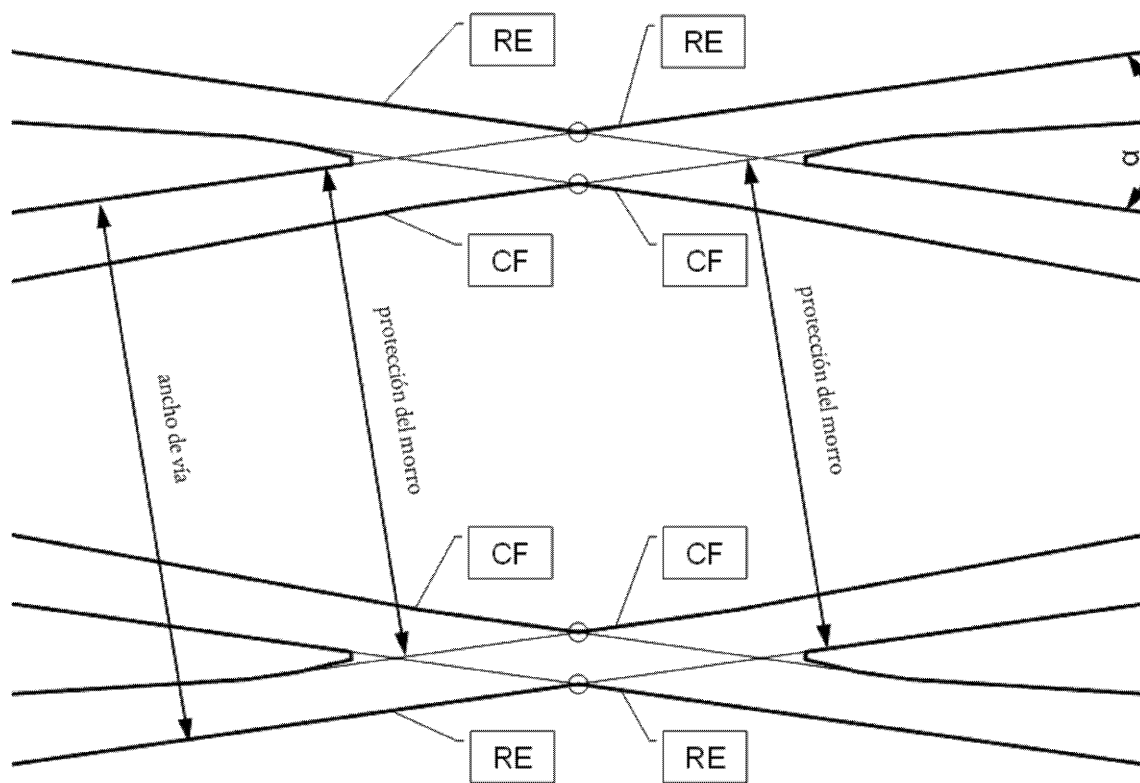 RE
RE
b
CF
CF
protección del morro
protección del morro
ancho de vía
CF
CF
RE
RE